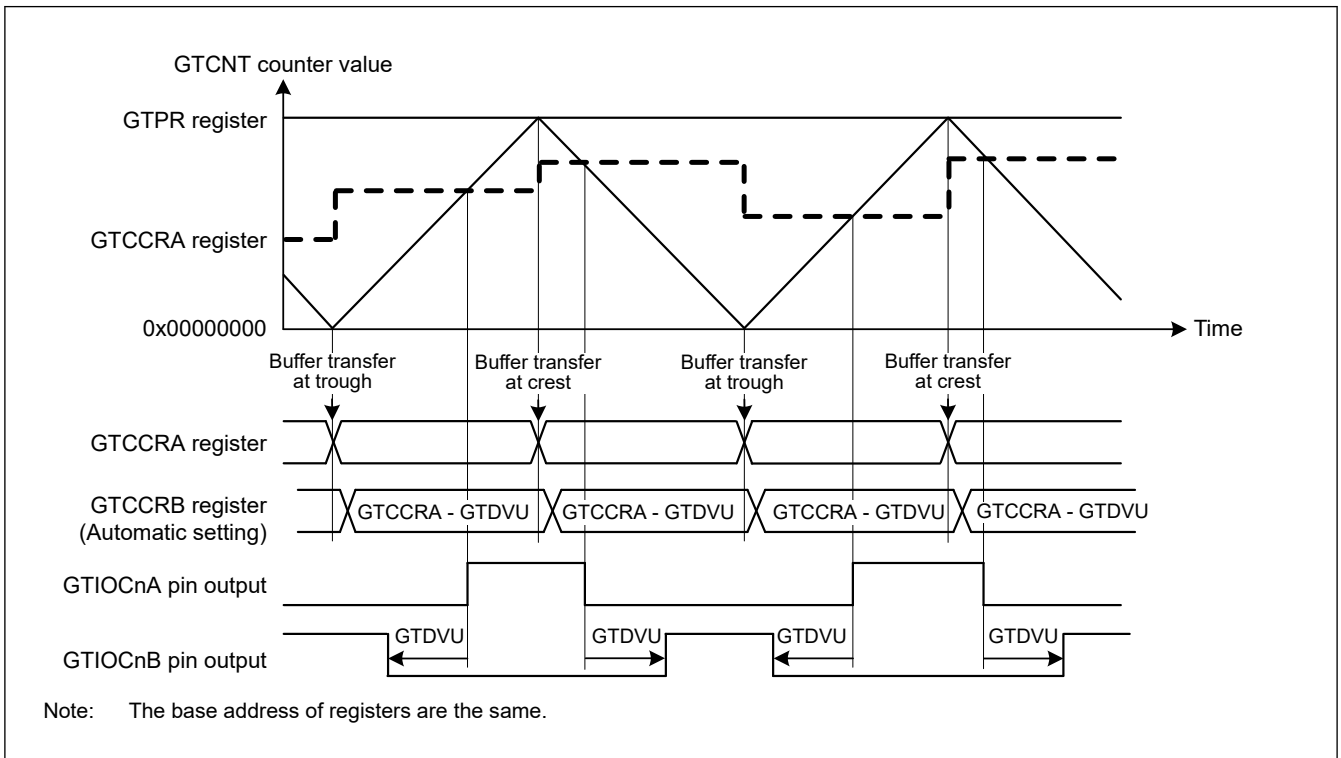 GTCNT counter value
GTPR register
GTCCRA register
0x00000000
Time
Buffer transfer
at trough
Buffer transfer
at crest
Buffer transfer
at trough
Buffer transfer
at crest
GTCCRA register
GTCCRB register
(Automatic setting)
GTCCRA - GTDVU
GTCCRA - GTDVU
GTCCRA - GTDVU
GTCCRA - GTDVU
GTIOCnA pin output
GTIOCnB pin output
GTDVU
GTDVU
GTDVU
GTDVU
Note: The base address of registers are the same.